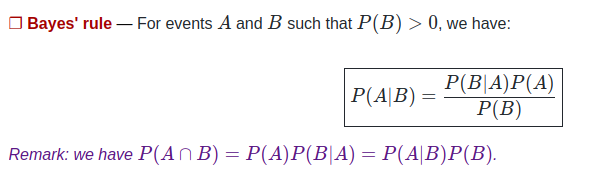 ❐ Bayes' rule — For events A and B such that P(B) > 0, we have:
P(A|B) = P(B|A)P(A) / P(B)
Remark: we have P(A ∩ B) = P(A)P(B|A) = P(A|B)P(B).